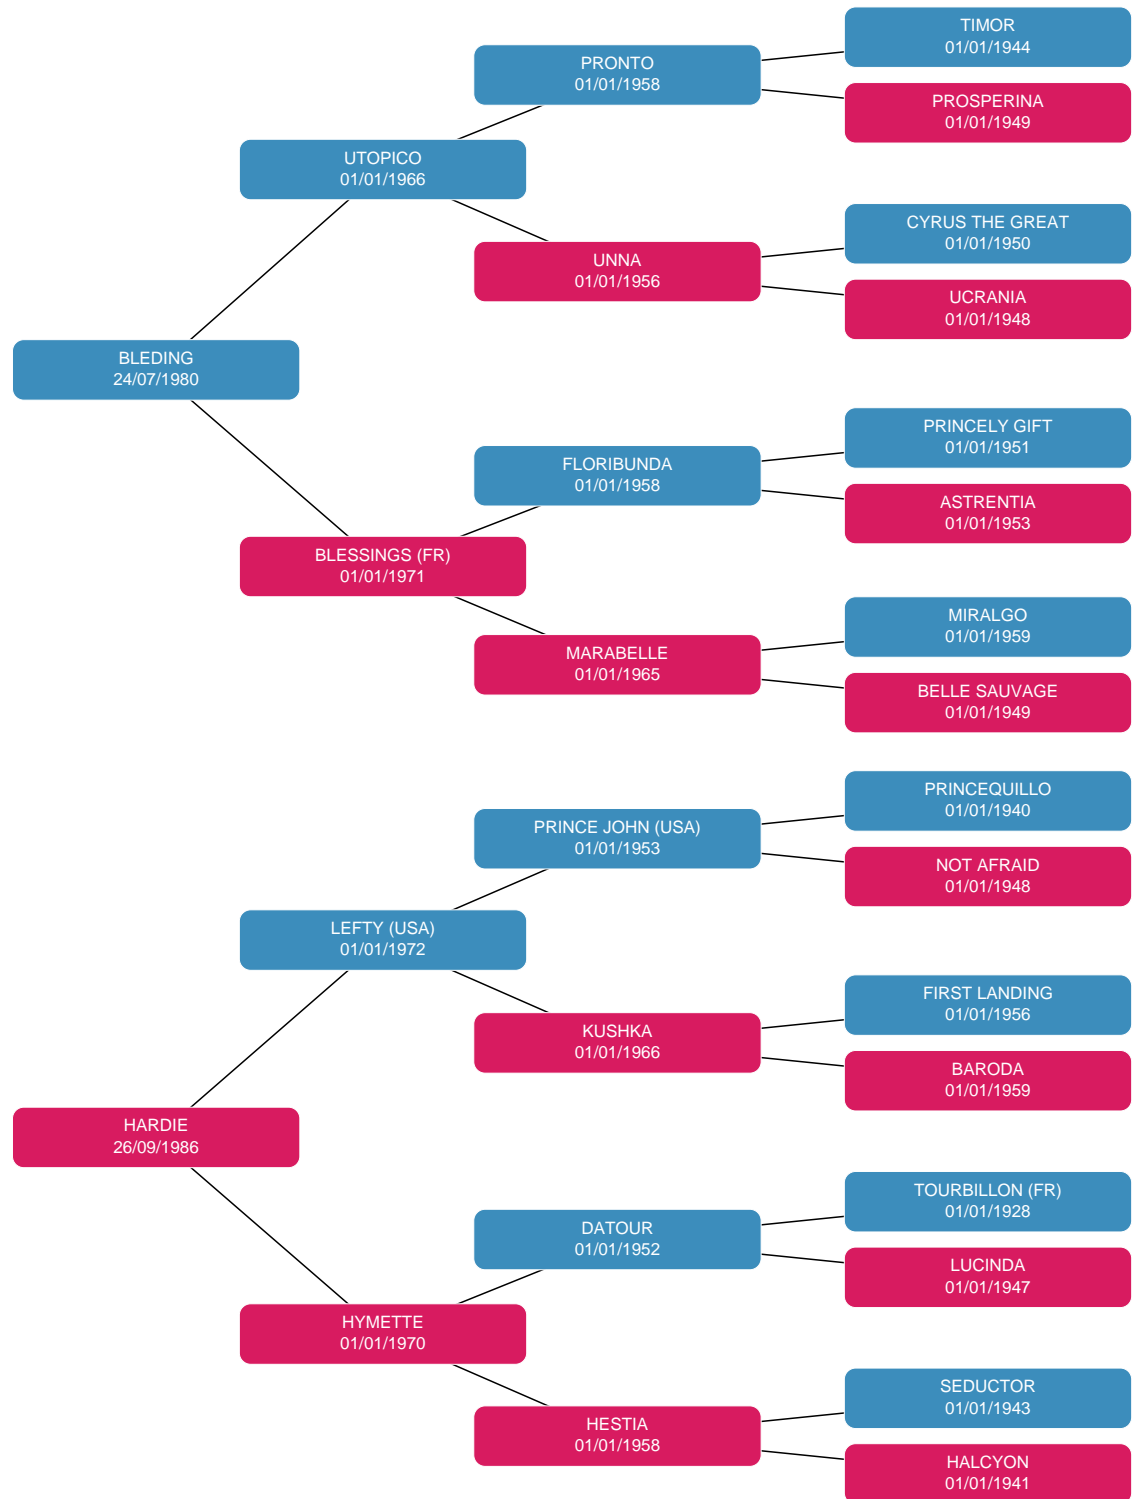 TIMOR
01/01/1944
PRONTO
01/01/1958
PROSPERINA
01/01/1949
UTOPICO
01/01/1966
CYRUS THE GREAT
01/01/1950
UNNA
01/01/1956
UCRANIA
01/01/1948
BLEDING
24/07/1980
PRINCELY GIFT
01/01/1951
FLORIBUNDA
01/01/1958
ASTRENTIA
01/01/1953
BLESSINGS (FR)
01/01/1971
MIRALGO
01/01/1959
MARABELLE
01/01/1965
BELLE SAUVAGE
01/01/1949
PRINCEQUILLO
01/01/1940
PRINCE JOHN (USA)
01/01/1953
NOT AFRAID
01/01/1948
LEFTY (USA)
01/01/1972
FIRST LANDING
01/01/1956
KUSHKA
01/01/1966
BARODA
01/01/1959
HARDIE
26/09/1986
TOURBILLON (FR)
01/01/1928
DATOUR
01/01/1952
LUCINDA
01/01/1947
HYMETTE
01/01/1970
SEDUCTOR
01/01/1943
HESTIA
01/01/1958
HALCYON
01/01/1941